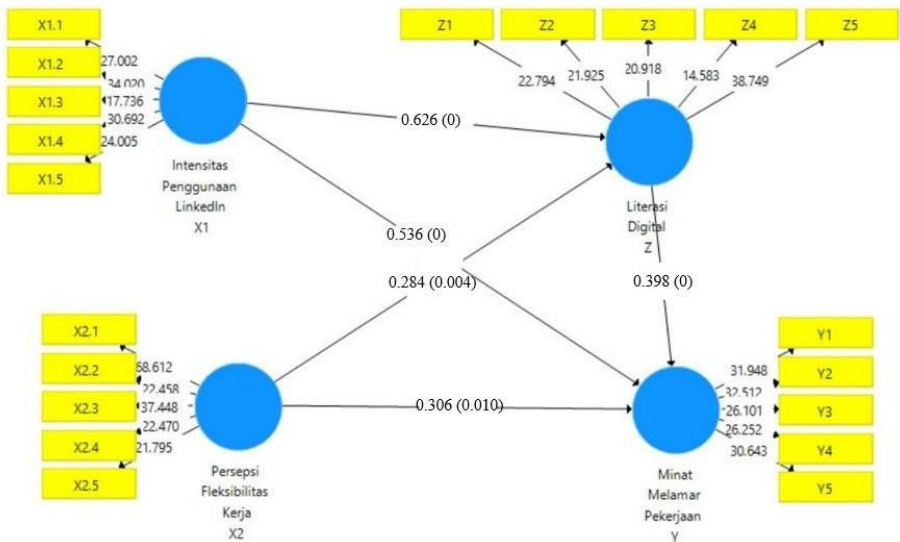 X1.1
X1.2
X1.3
X1.4
X1.5
27.002
34.020
17.736
30.692
24.005
Intensitas
Penggunaan
LinkedIn
X1
Z1
Z2
Z3
Z4
Z5
22.794
21.925
20.918
14.583
38.749
Literasi
Digital
Z
0.626 (0)
0.536 (0)
0.284 (0.004)
0.398 (0)
0.306 (0.010)
X2.1
X2.2
X2.3
X2.4
X2.5
68.612
22.458
37.448
22.470
21.795
Persepsi
Fleksibilitas
Kerja
X2
Y1
Y2
Y3
Y4
Y5
31.948
32.512
26.101
26.252
30.643
Minat
Melamar
Pekerjaan
Y